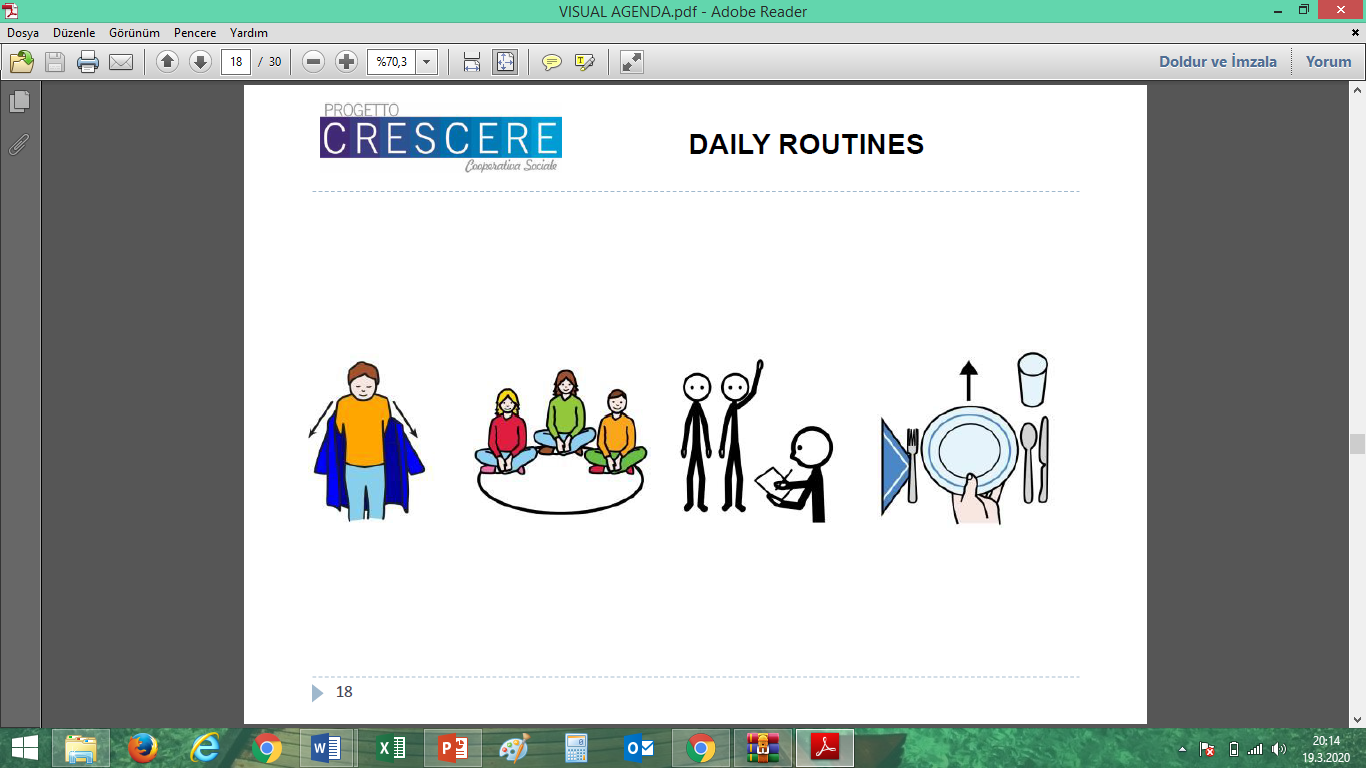 VISUAL AGENDA.pdf - Adobe Reader
Dosya Düzenle Görünüm Pencere Yardım
18 / 30 %70,3 Doldur ve İmzala Yorum
PROGETTO
CRESCERE
Cooperativa Sociale
DAILY ROUTINES
18
20:14
19.3.2020